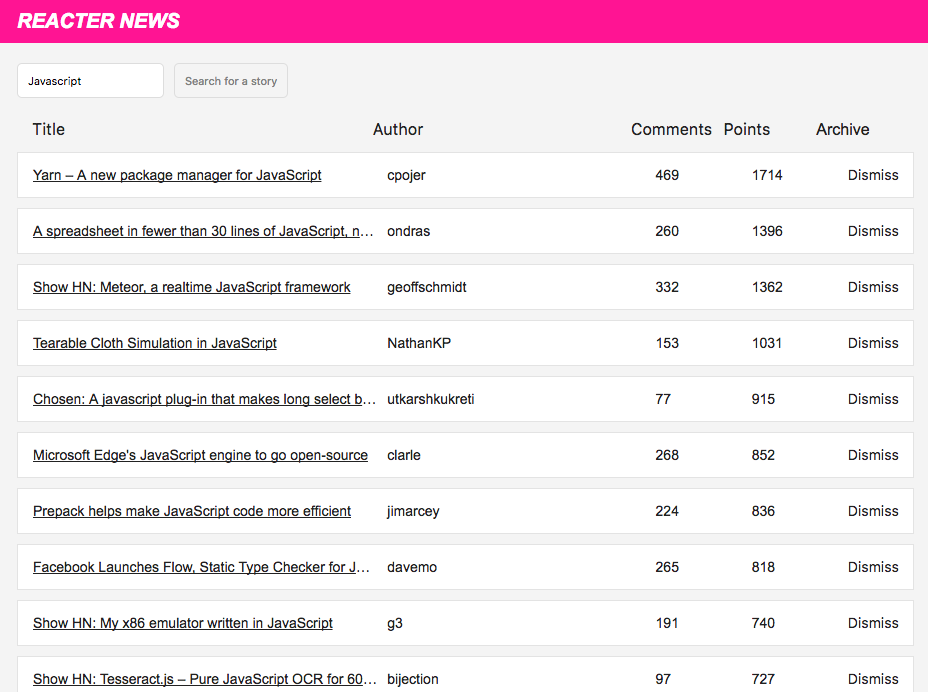 REACTER NEWS
Javascript Search for a story
Title Author Comments Points Archive
Yarn – A new package manager for JavaScript cpojer 469 1714 Dismiss
A spreadsheet in fewer than 30 lines of JavaScript, n… ondras 260 1396 Dismiss
Show HN: Meteor, a realtime JavaScript framework geoffschmidt 332 1362 Dismiss
Tearable Cloth Simulation in JavaScript NathanKP 153 1031 Dismiss
Chosen: A javascript plug-in that makes long select b… utkarshkukreti 77 915 Dismiss
Microsoft Edge's JavaScript engine to go open-source clarle 268 852 Dismiss
Prepack helps make JavaScript code more efficient jimarcey 224 836 Dismiss
Facebook Launches Flow, Static Type Checker for J… davemo 265 818 Dismiss
Show HN: My x86 emulator written in JavaScript g3 191 740 Dismiss
Show HN: Tesseract.js – Pure JavaScript OCR for 60… bijection 97 727 Dismiss